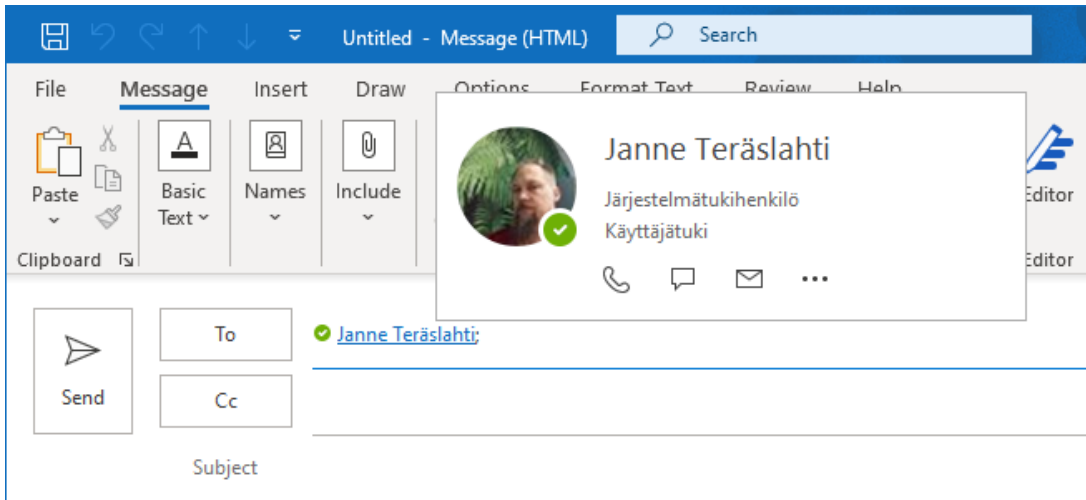 Untitled - Message (HTML) Search
File Message Insert Draw Options Format Text Review Help
Janne Teräslahti
Järjestelmätukihenkilö
Käyttäjätuki
Paste
Basic
Text
Names
Include
Editor
Clipboard
Editor
Send
To
Janne Teräslahti;
Cc
Subject